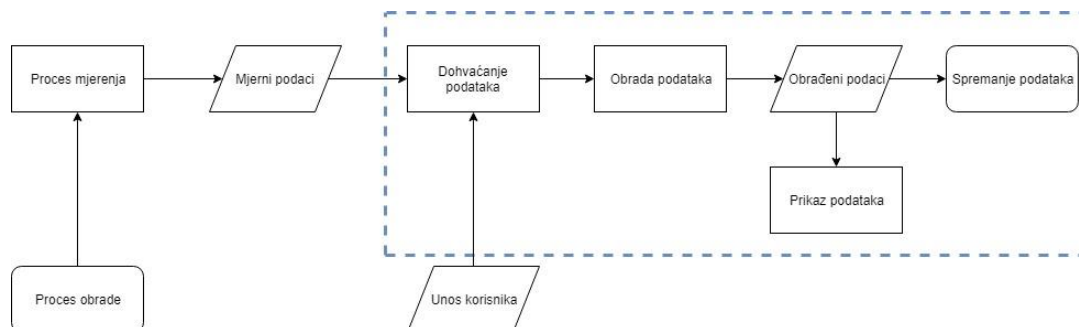 Proces mjerenja
Mjerni podaci
Dohvaćanje
podataka
Obrada podataka
Obrađeni podaci
Spremanje podataka
Prikaz podataka
Proces obrade
Unos korisnika